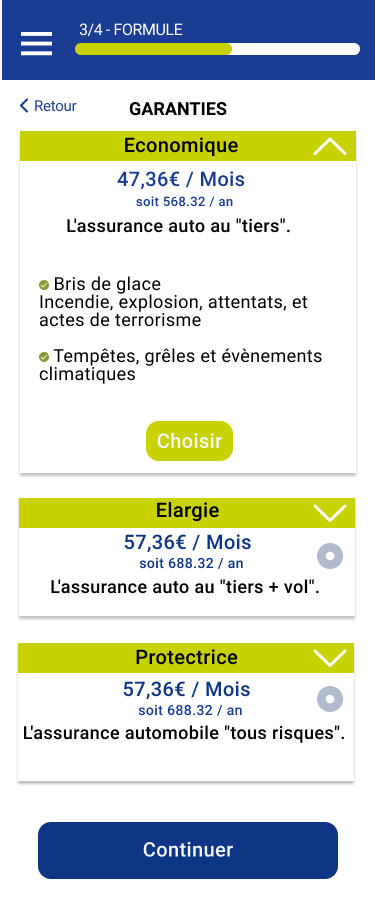 3/4 - FORMULE
Retour
GARANTIES
Economique
47,36€ / Mois
soit 568.32 / an
L'assurance auto au "tiers".
Bris de glace
Incendie, explosion, attentats, et
actes de terrorisme
Tempêtes, grêles et évènements
climatiques
Choisir
Elargie
57,36€ / Mois
soit 688.32 / an
L'assurance auto au "tiers + vol".
Protectrice
57,36€ / Mois
soit 688.32 / an
L'assurance automobile "tous risques".
Continuer